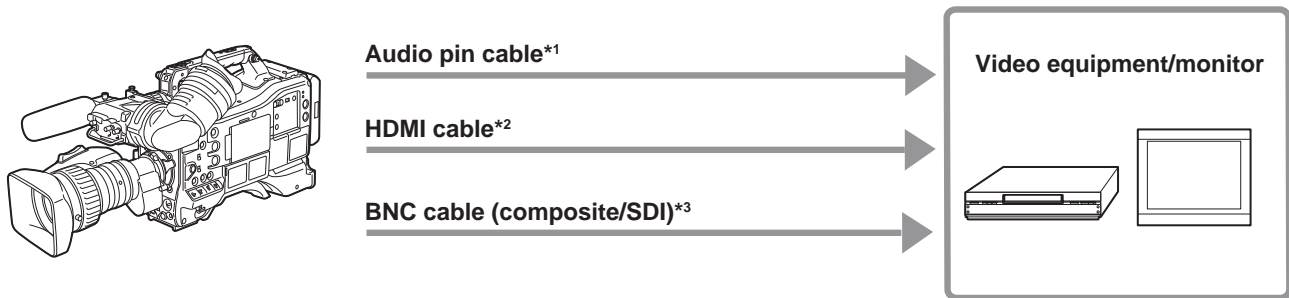 Audio pin cable*1
HDMI cable*2
BNC cable (composite/SDI)*3
Video equipment/monitor